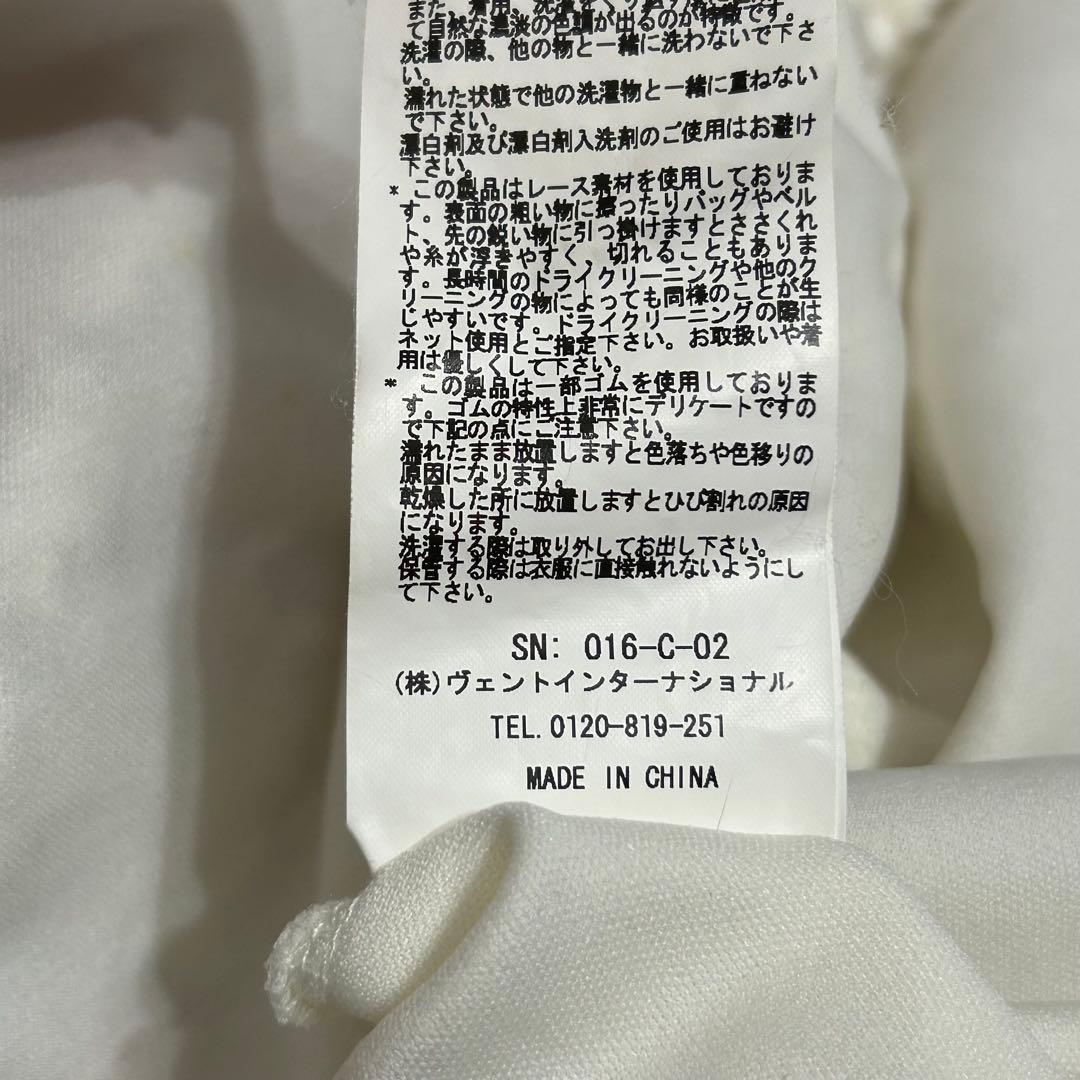 また、着用、洗濯をくり返す
て自然な濃淡の色調が出るのが特徴です。
洗濯の際、他の物と一緒に洗わないで下さ
い。
濡れた状態で他の洗濯物と一緒に重ねない
で下さい。
漂白剤及び漂白剤入洗剤のご使用はお避け
下さい。
* この製品はレース素材を使用しておりま
す。表面の粗い物に擦ったりバッグやベル
ト、先の鋭い物に引っ掛けますとささくれ
や糸が浮きやすく、切れることもありま
す。長時間のドライクリーニングや他のク
リーニングの物によっても同様のことが生
じやすいです。ドライクリーニングの際は
ネット使用とご指定下さい。お取扱いや着
用は優しくして下さい。
* この製品は一部ゴムを使用しておりま
す。ゴムの特性上非常にデリケートですの
で下記の点にご注意下さい。
濡れたまま放置しますと色落ちや色移りの
原因になります。
乾燥した所に放置しますとひび割れの原因
になります。
洗濯する際は取り外してお出し下さい。
保管する際は衣服に直接触れないようにし
て下さい。
SN: 016-C-02
(株)ヴェントインターナショナル
TEL.0120-819-251
MADE IN CHINA